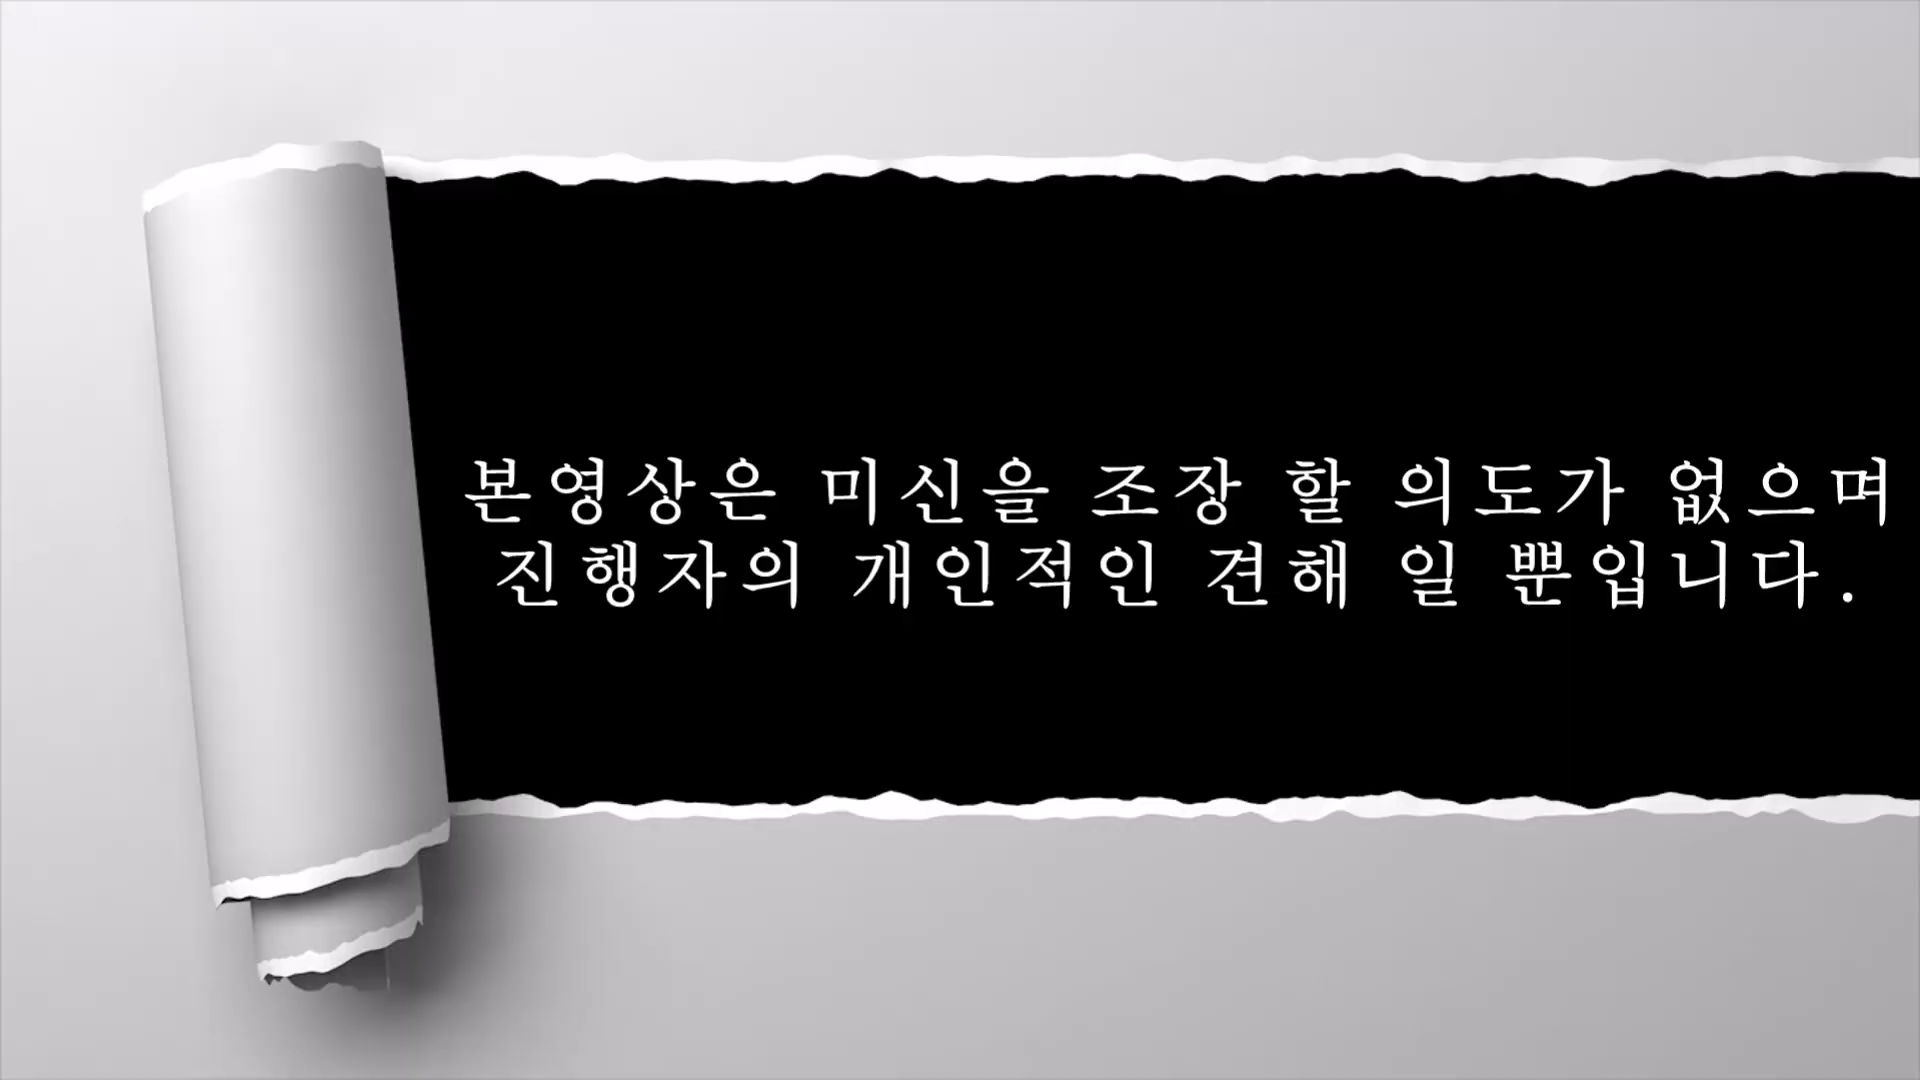 본영상은 미신을 조장 할 의도가 없으며
진행자의 개인적인 견해 일 뿐입니다.